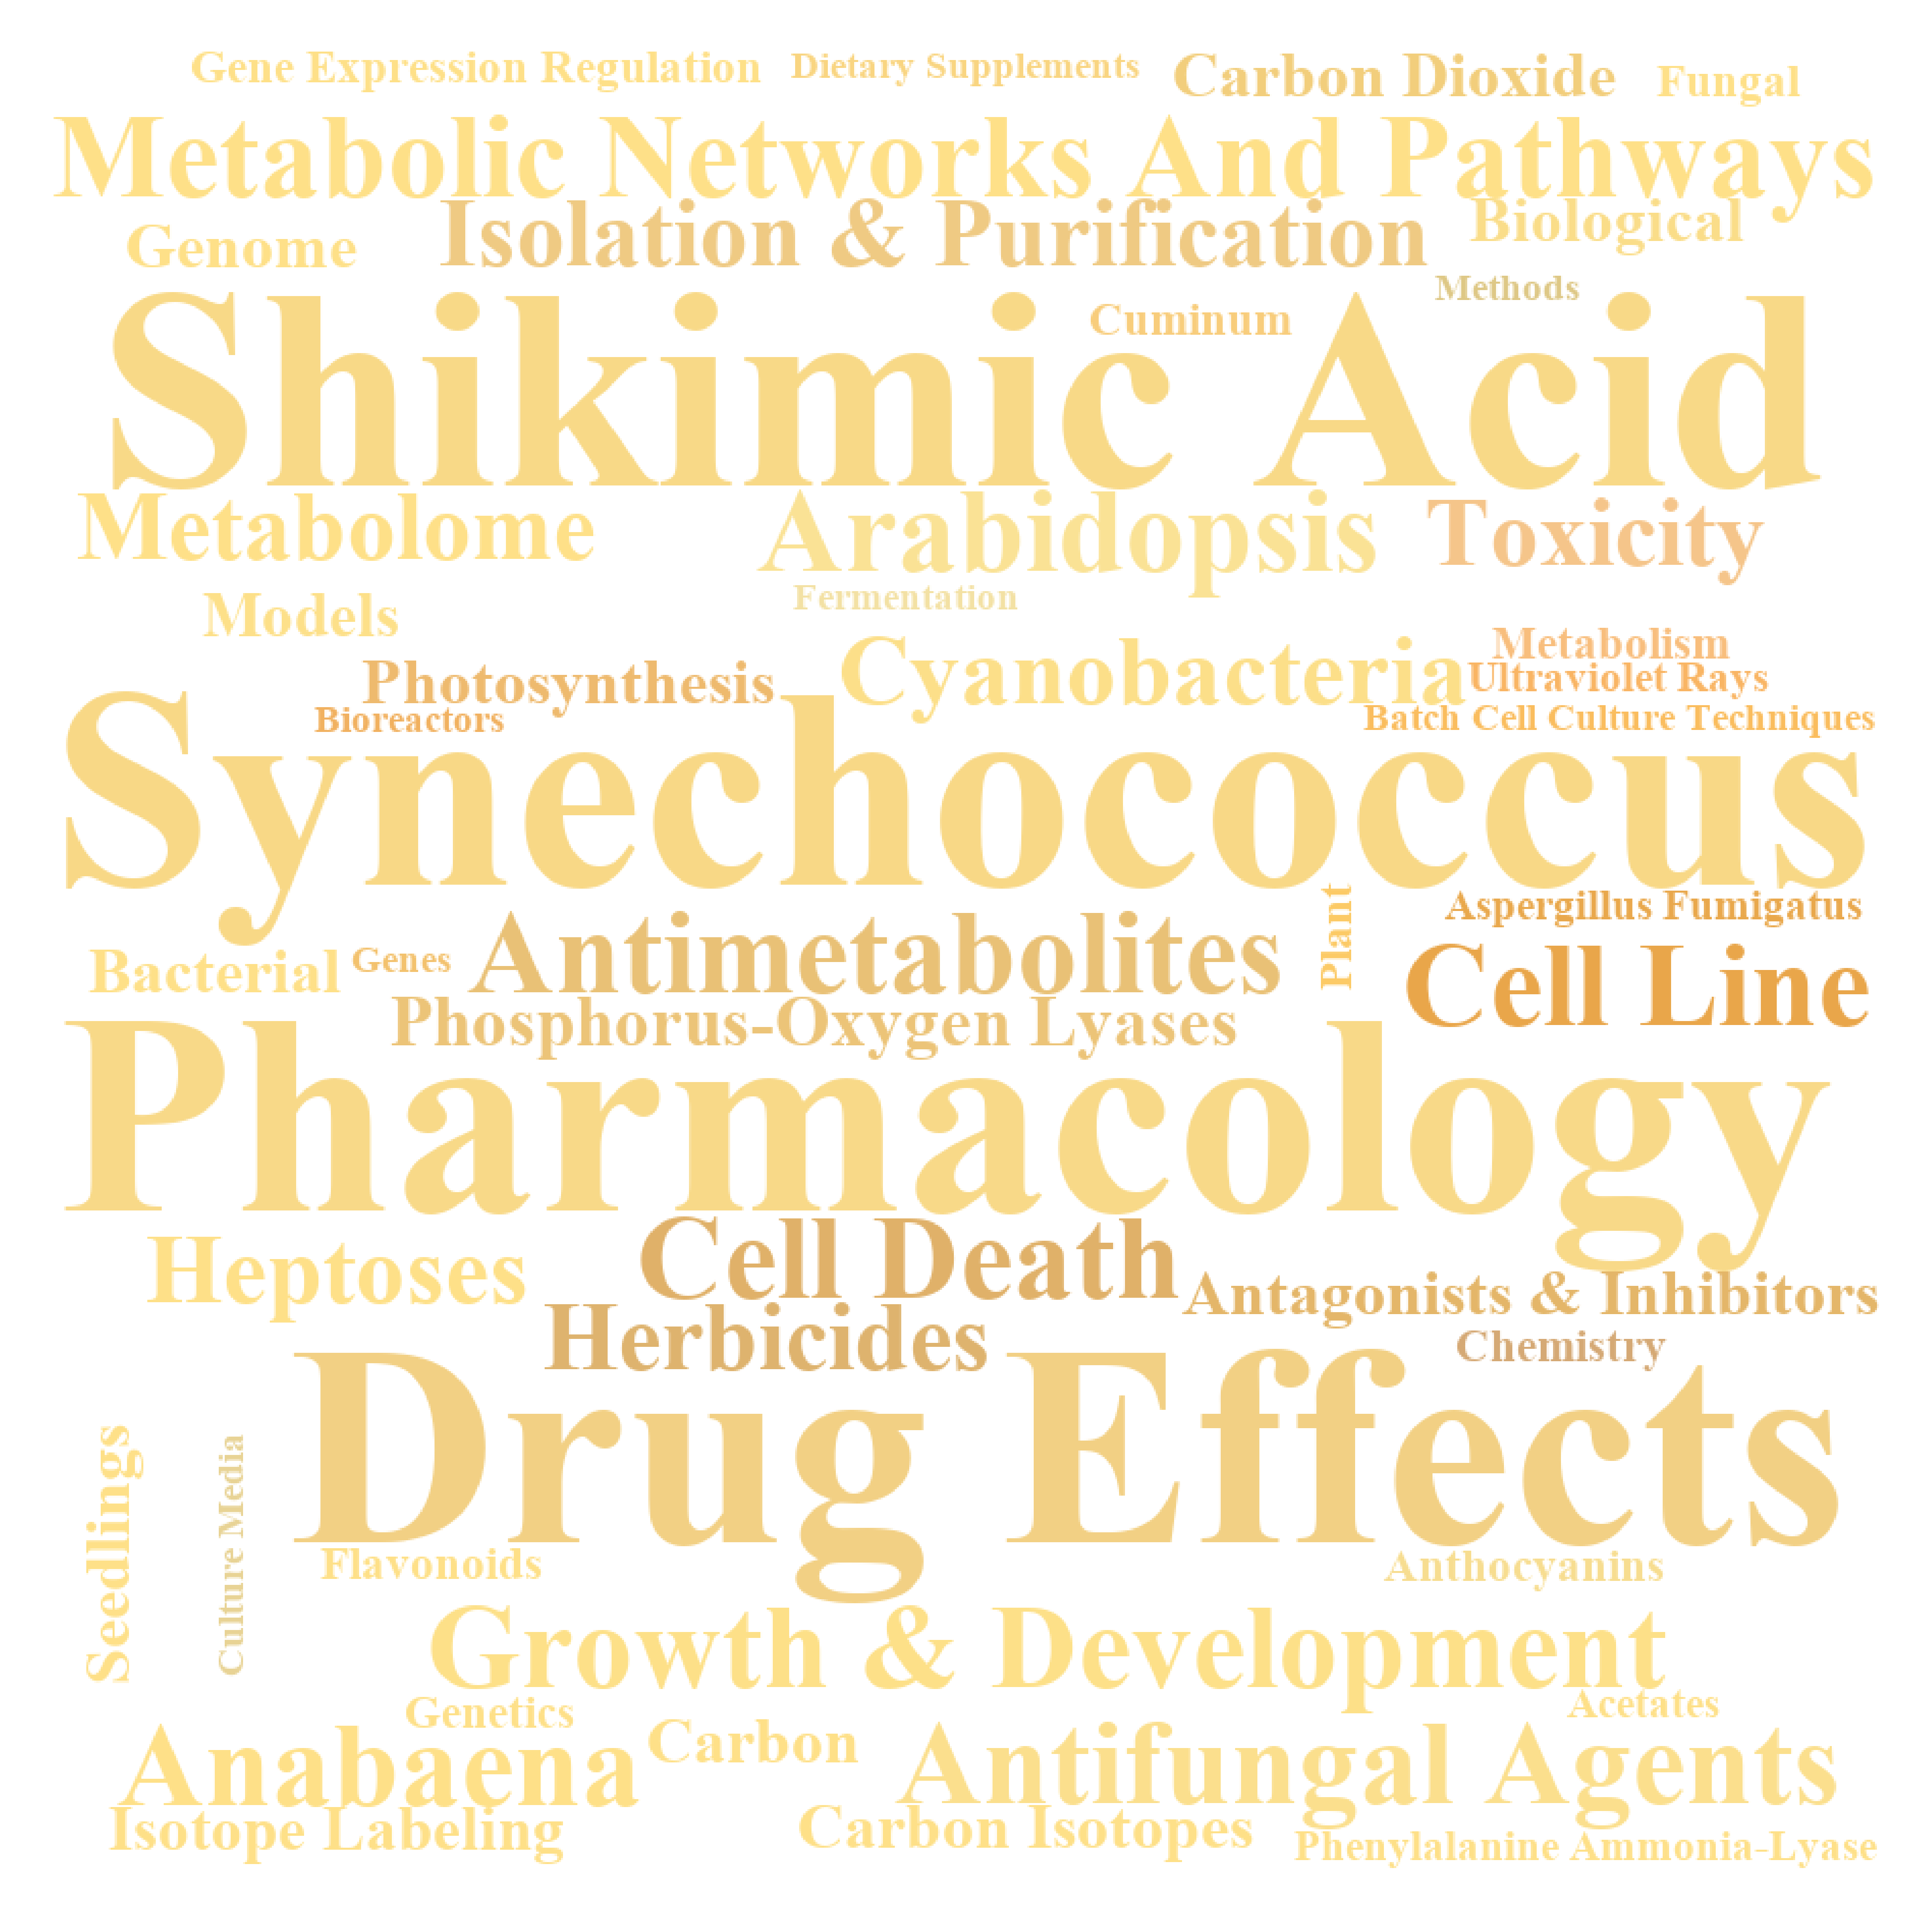 Gene Expression Regulation
Dietary Supplements
Carbon Dioxide
Fungal
Metabolic Networks And Pathways
Isolation & Purification
Biological
Genome
Methods
Cuminum
Shikimic Acid
Metabolome
Arabidopsis
Toxicity
Fermentation
Models
Metabolism
Cyanobacteria
Photosynthesis
Ultraviolet Rays
Bioreactors
Batch Cell Culture Techniques
Synechococcus
Aspergillus Fumigatus
Plant
Antimetabolites
Genes
Bacterial
Cell Line
Phosphorus-Oxygen Lyases
Pharmacology
Cell Death
Heptoses
Antagonists & Inhibitors
Herbicides
Chemistry
Drug Effects
Seedlings
Culture Media
Flavonoids
Anthocyanins
Growth & Development
Genetics
Acetates
Anabaena
Carbon
Antifungal Agents
Isotope Labeling
Carbon Isotopes
Phenylalanine Ammonia-Lyase